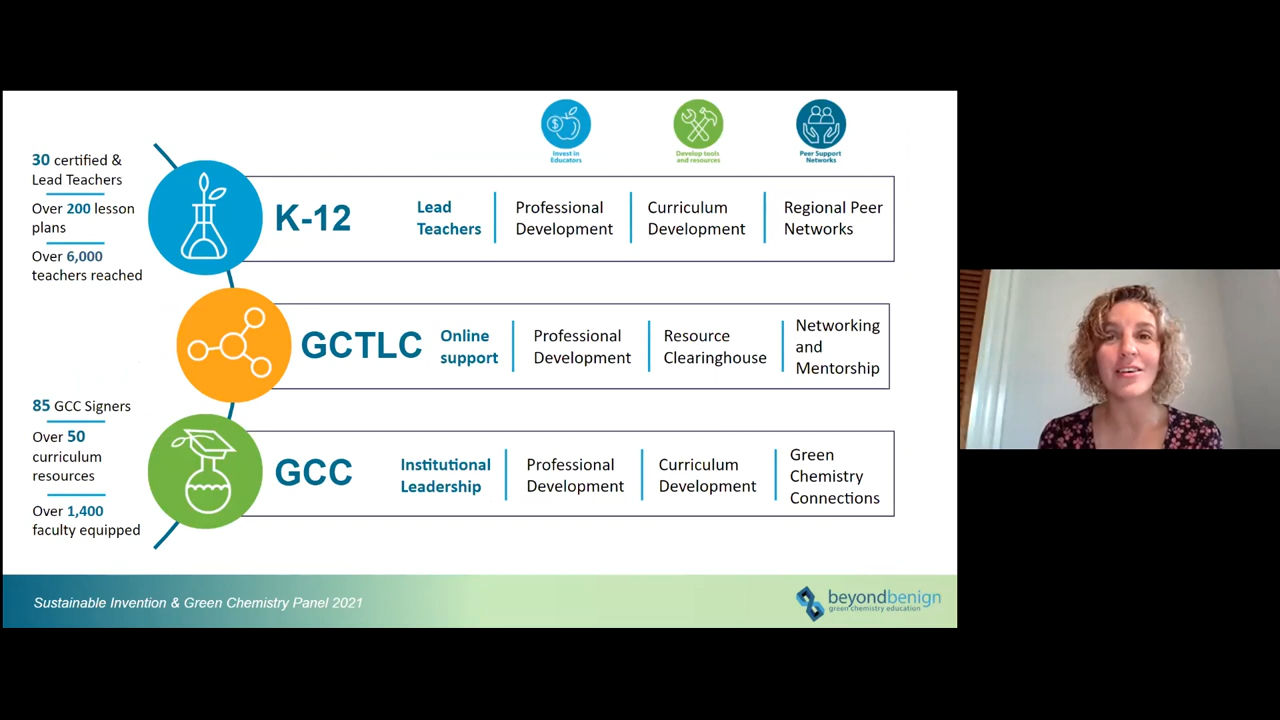 Invest in
Educators
Develop tools
and resources
Peer Support
Networks
30 certified &
Lead Teachers
Over 200 lesson
plans
Over 6,000
teachers reached
K-12
Lead
Teachers
Professional
Development
Curriculum
Development
Regional Peer
Networks
GCTLC
Online
support
Professional
Development
Resource
Clearinghouse
Networking
and
Mentorship
85 GCC Signers
Over 50
curriculum
resources
Over 1,400
faculty equipped
GCC
Institutional
Leadership
Professional
Development
Curriculum
Development
Green
Chemistry
Connections
Sustainable Invention & Green Chemistry Panel 2021
beyondbenign
green chemistry education